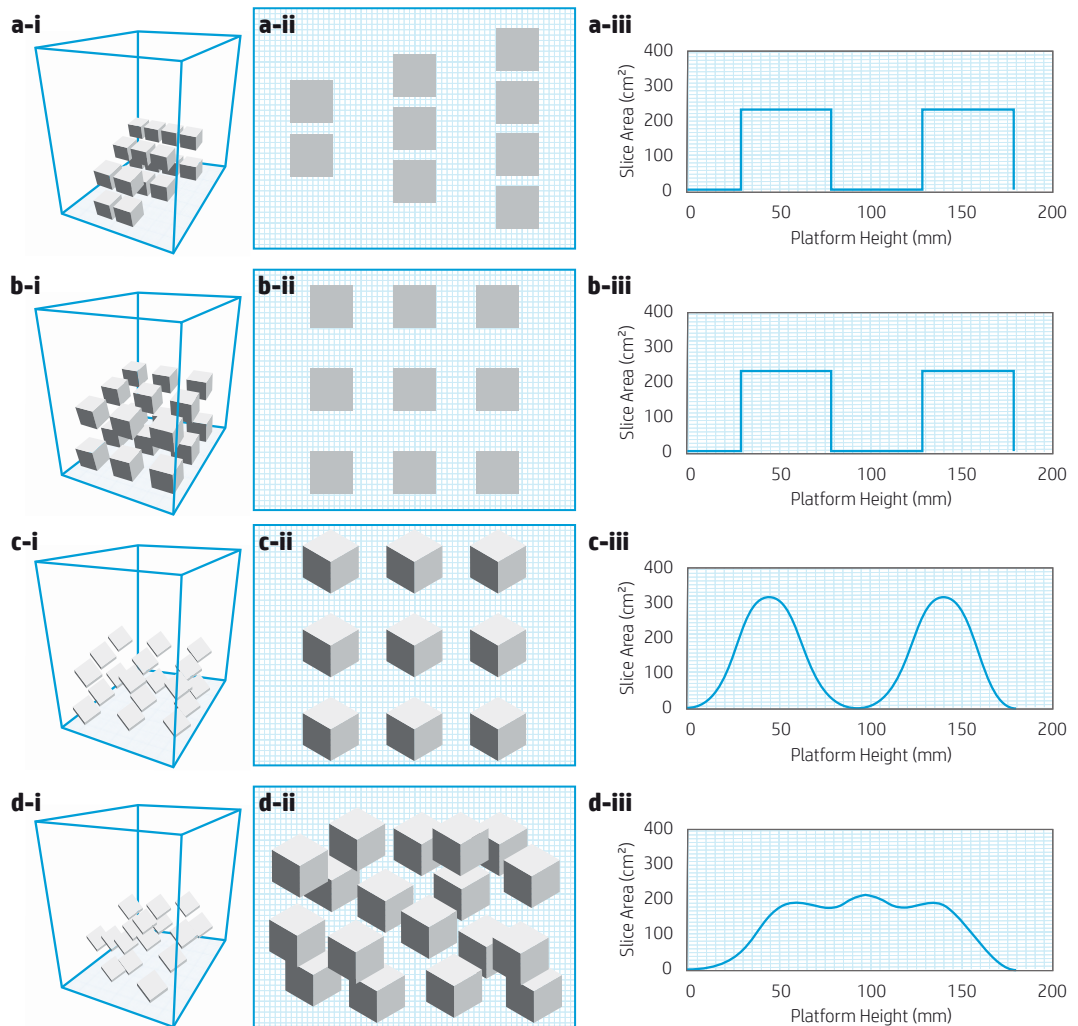 a-i
a-ii
a-iii
400
300
200
100
0
Slice Area (cm²)
0 50 100 150 200
Platform Height (mm)
b-i
b-ii
b-iii
400
300
200
100
0
Slice Area (cm²)
0 50 100 150 200
Platform Height (mm)
c-i
c-ii
c-iii
400
300
200
100
0
Slice Area (cm²)
0 50 100 150 200
Platform Height (mm)
d-i
d-ii
d-iii
400
300
200
100
0
Slice Area (cm²)
0 50 100 150 200
Platform Height (mm)